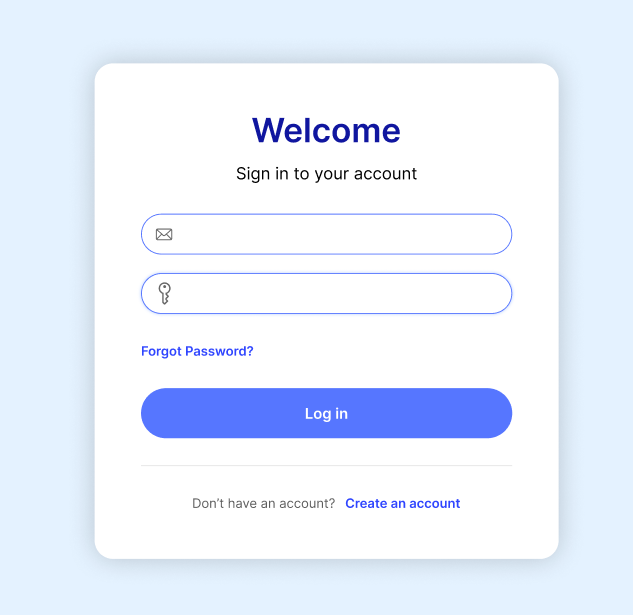 Welcome
Sign in to your account
Forgot Password?
Log in
Don’t have an account? Create an account